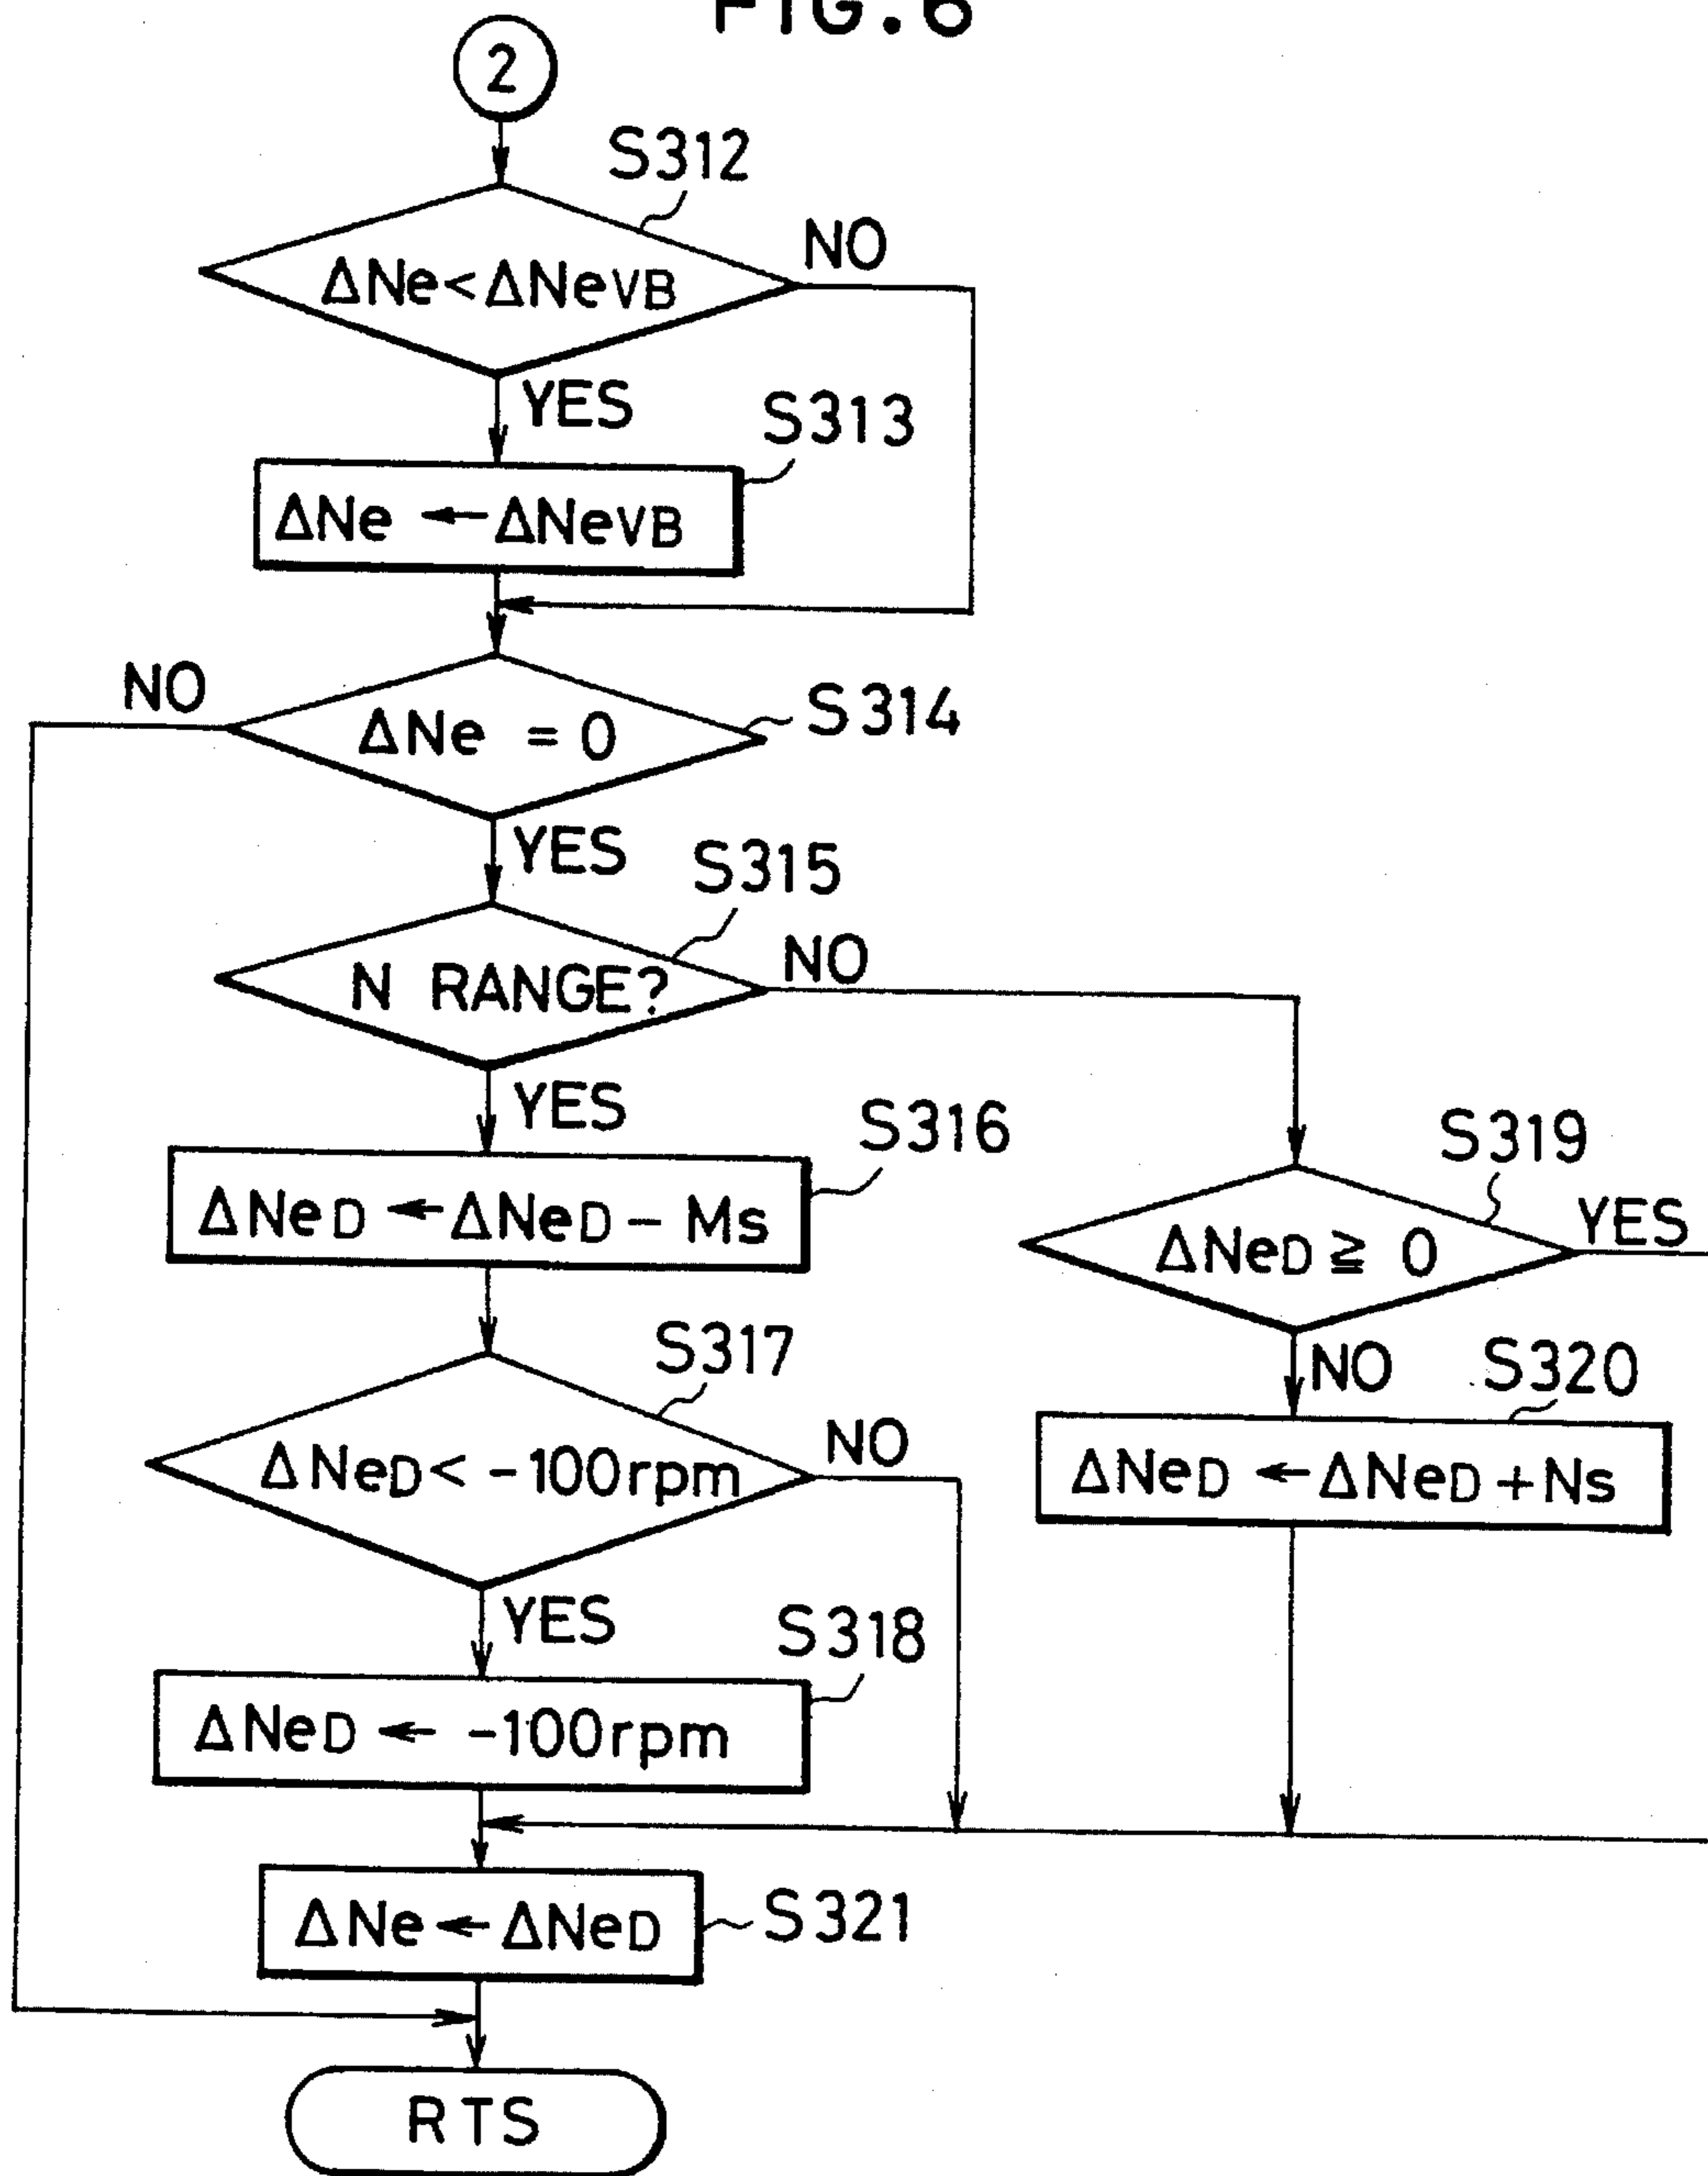 FIG.6
2
S312
ΔNe<ΔNeVB
NO
YES
S313
ΔNe ←ΔNeVB
NO
ΔNe = 0
S314
YES
S315
N RANGE?
NO
YES
S316
ΔNeD ←ΔNeD - Ms
S319
ΔNeD ≧ 0
YES
S317
NO
S320
ΔNeD < -100rpm
NO
ΔNeD ←ΔNeD +Ns
YES
S318
ΔNeD ← -100rpm
ΔNe←ΔNeD
S321
RTS